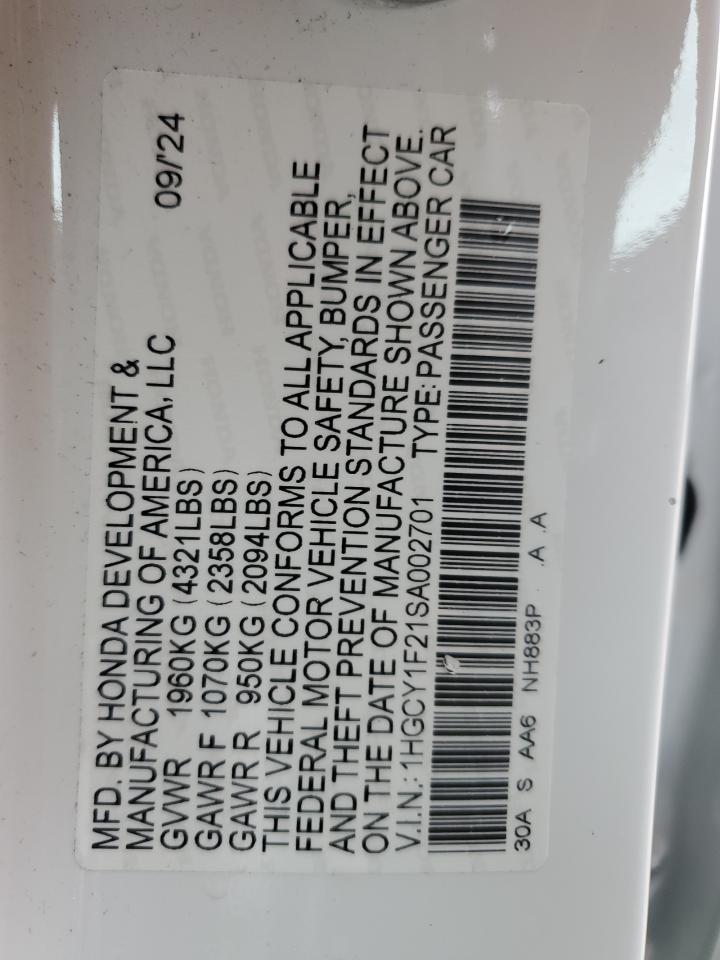 MFD. BY HONDA DEVELOPMENT &
MANUFACTURING OF AMERICA, LLC 09/'24
GVWR 1960KG (4321LBS)
GAWR F 1070KG (2358LBS)
GAWR R 950KG (2094LBS)
THIS VEHICLE CONFORMS TO ALL APPLICABLE
FEDERAL MOTOR VEHICLE SAFETY, BUMPER,
AND THEFT PREVENTION STANDARDS IN EFFECT
ON THE DATE OF MANUFACTURE SHOWN ABOVE.
V.I.N.: 1HGCY1F21SA002701 TYPE: PASSENGER CAR
30A S AA6 NH883P .A .A